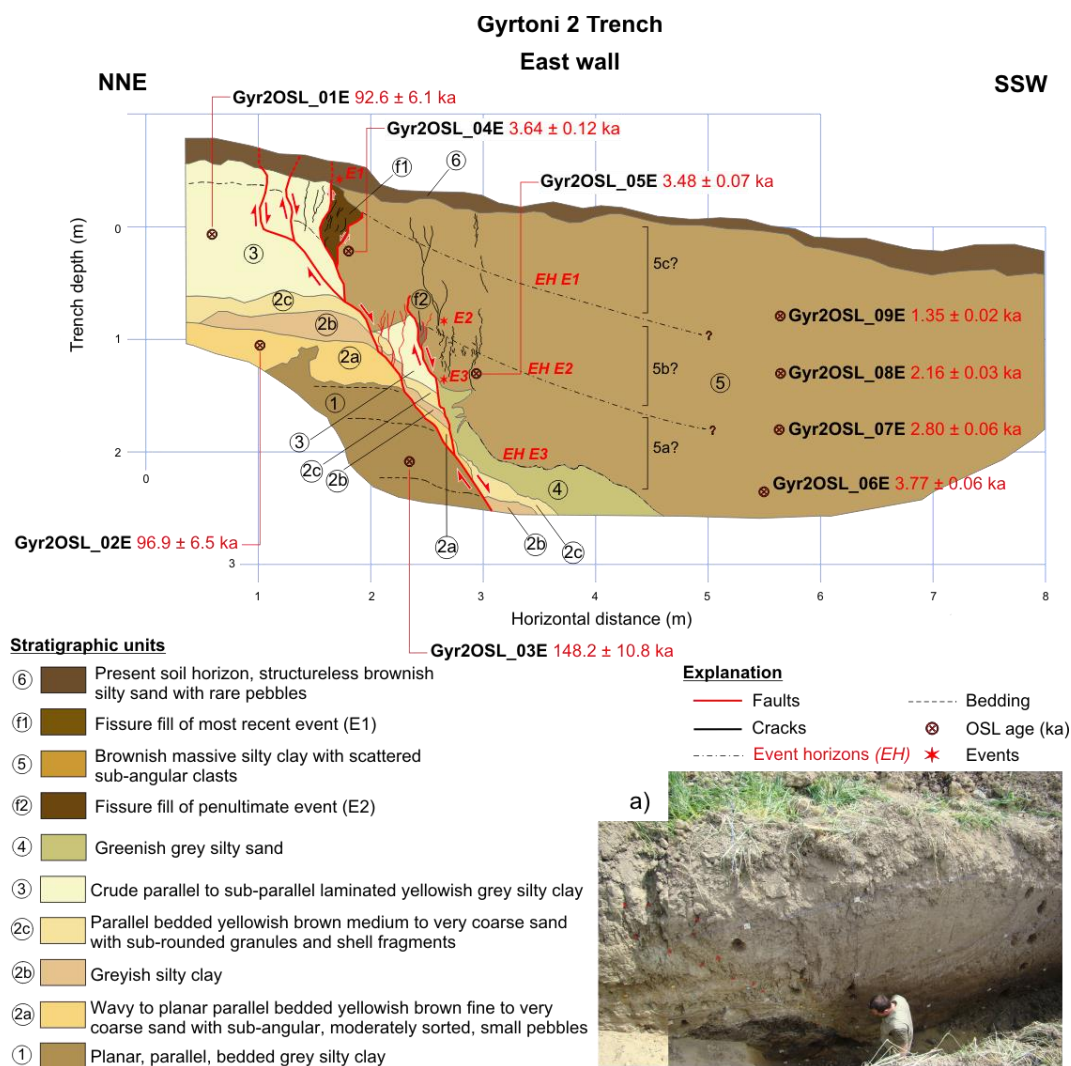 Gyrtoni 2 Trench
East wall
NNE
SSW
Gyr2OSL_01E 92.6 ± 6.1 ka
Gyr2OSL_04E 3.64 ± 0.12 ka
Gyr2OSL_05E 3.48 ± 0.07 ka
E1
f1
6
0
3
EH E1
5c?
2c
f2
E2
Gyr2OSL_09E 1.35 ± 0.02 ka
?
1
2b
2a
E3
EH E2
5b?
5
Gyr2OSL_08E 2.16 ± 0.03 ka
1
?
Gyr2OSL_07E 2.80 ± 0.06 ka
3
2c
2b
EH E3
5a?
2
0
4
Gyr2OSL_06E 3.77 ± 0.06 ka
Gyr2OSL_02E 96.9 ± 6.5 ka
2a
2b
2c
3
Trench depth (m)
1
2
3
4
5
6
7
8
Horizontal distance (m)
Gyr2OSL_03E 148.2 ± 10.8 ka
Stratigraphic units
6 Present soil horizon, structureless brownish
silty sand with rare pebbles
f1 Fissure fill of most recent event (E1)
5 Brownish massive silty clay with scattered
sub-angular clasts
f2 Fissure fill of penultimate event (E2)
4 Greenish grey silty sand
3 Crude parallel to sub-parallel laminated yellowish grey silty clay
2c Parallel bedded yellowish brown medium to very coarse sand
with sub-rounded granules and shell fragments
2b Greyish silty clay
2a Wavy to planar parallel bedded yellowish brown fine to very
coarse sand with sub-angular, moderately sorted, small pebbles
1 Planar, parallel, bedded grey silty clay
Explanation
Faults
Bedding
Cracks
OSL age (ka)
Event horizons (EH)
Events
a)